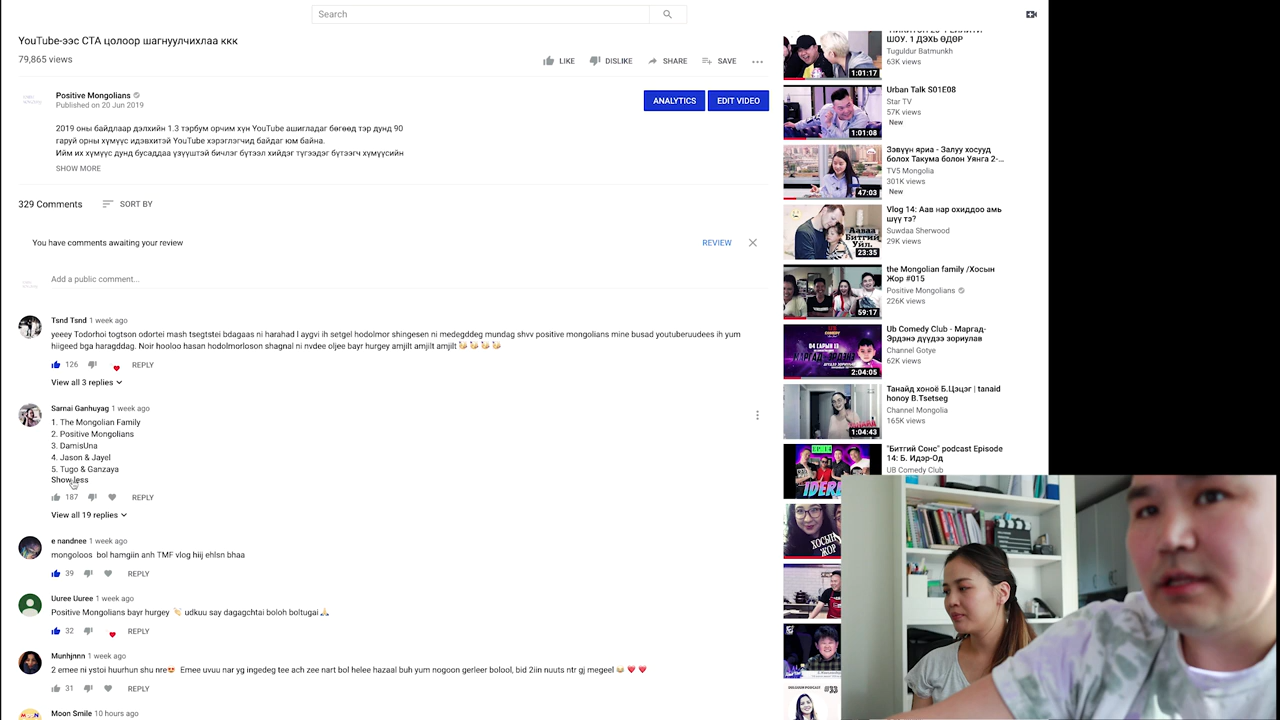 Search
YouTube-ээс СТА цолоор шагнуулчихлаа ккк
79,865 views
LIKE
DISLIKE
SHARE
SAVE
Positive Mongolians
Published on 20 Jun 2019
ANALYTICS
EDIT VIDEO
2019 оны байдлаар дэлхийн 1.3 тэрбум орчим хүн YouTube ашигладаг бөгөөд тэр дунд 90
гаруй орны хүмүүс идэвхитэй YouTube хэрэглэгчид байдаг юм байна.
Ийм их хүмүүс дунд бусаддаа үзүүштэй бичлэг бүтээл хийдэг түгээдэг бүтээгч хүмүүсийн
SHOW MORE
329 Comments
SORT BY
You have comments awaiting your review
REVIEW
Add a public comment...
Tsnd Tsnd 1 week ago
yeeey Todorhoi togtson odortei mash tsegtstei bdagaas ni harahad l aygvi ih setgel hodolmor shingesen ni medegddeg mundag shvv positive mongolians mine busad youtuberuudees ih yum
hiigeed bga haragddag. Noir hooloo hasan hodolmorloson shagnal ni nvdee oljee bayr hurgey amjilt amjilt amjilt 👏 👏 👏 👏
126
REPLY
View all 3 replies
Sarnai Ganhuyag 1 week ago
1. The Mongolian Family
2. Positive Mongolians
3. DamisUna
4. Jason & Jayel
5. Tugo & Ganzaya
Show less
187
REPLY
View all 19 replies
e nandnee 1 week ago
mongoloos bol hamgiin anh TMF vlog hiij ehlsn bhaa
39
REPLY
Uuree Uuree 1 week ago
Positive Mongolians bayr hurgey 👏 udkuu say dagagchtai boloh boltugai🙏
32
REPLY
Munhjnnn 1 week ago
2 emee ni ystoi huurhun shu nre😍 Emee uvuu nar yg ingedeg tee ach zee nart bol helee hazaal buh yum nogoon gerleer bolool, bid 2iin nuuts ntr gj megeel 😂 ❤️ ❤️
31
REPLY
Moon Smile 10 hours ago
ШОУ. 1 ДЭХЬ ӨДӨР
Tuguldur Batmunkh
63K views
1:01:17
Urban Talk S01E08
Star TV
57K views
New
1:01:08
Зэвүүн яриа - Залуу хосууд
болох Такума болон Уянга 2-...
TV5 Mongolia
301K views
New
47:03
Vlog 14: Аав нар охиддоо амь
шүү тэ?
Suwdaa Sherwood
29K views
Ааваа
Битгий
Уйл.
23:35
the Mongolian family /Хосын
Жор #015
Positive Mongolians
226K views
59:17
Ub Comedy Club - Маргад-
Эрдэнэ дүүдээ зориулав
Channel Gotye
62K views
2:04:05
Танайд хоноё Б.Цэцэг | tanaid
honoy B.Tsetseg
Channel Mongolia
165K views
1:04:43
"Битгий Сонс" podcast Episode
14: Б. Идэр-Од
UB Comedy Club
EP:14
ХОСЫН
ЖОР
#33